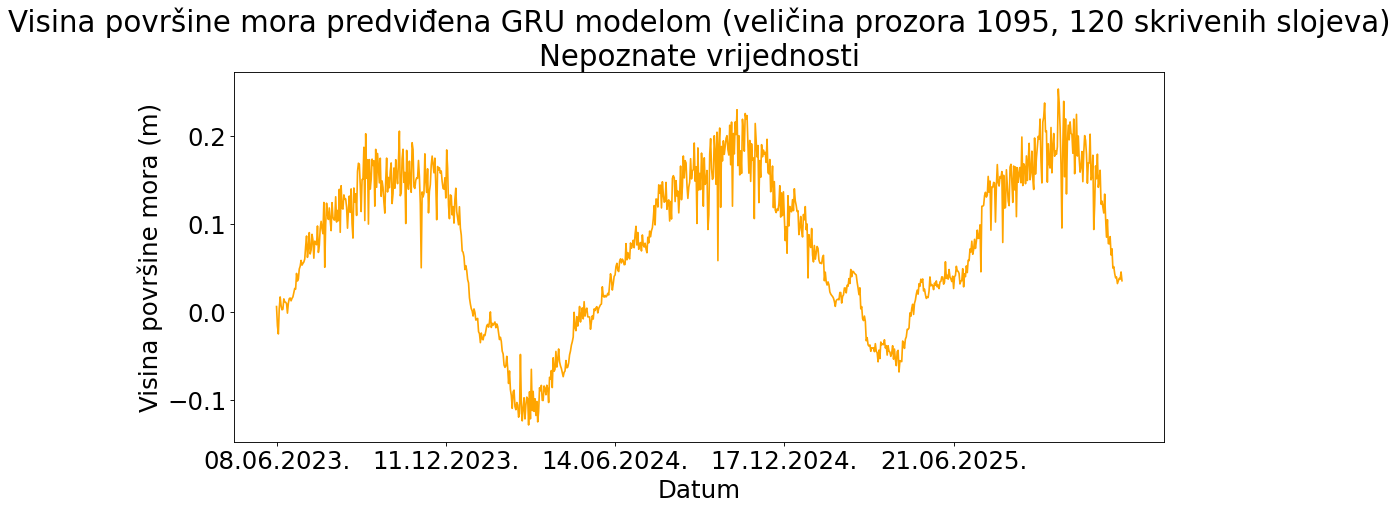 Visina površine mora predviđena GRU modelom (veličina prozora 1095, 120 skrivenih slojeva)
Nepoznate vrijednosti
Visina površine mora (m)
0.2
0.1
0.0
−0.1
08.06.2023. 11.12.2023. 14.06.2024. 17.12.2024. 21.06.2025.
Datum